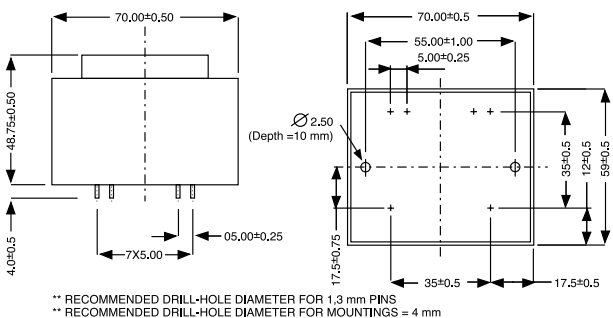 70.00±0.50
70.00±0.5
55.00±1.00
5.00±0.25
48.75±0.50
Ø 2.50
(Depth =10 mm)
35±0.5
12±0.5
59±0.5
4.0±0.5
7X5.00
05.00±0.25
17.5±0.75
35±0.5
17.5±0.5
** RECOMMENDED DRILL-HOLE DIAMETER FOR 1,3 mm PINS
** RECOMMENDED DRILL-HOLE DIAMETER FOR MOUNTINGS = 4 mm